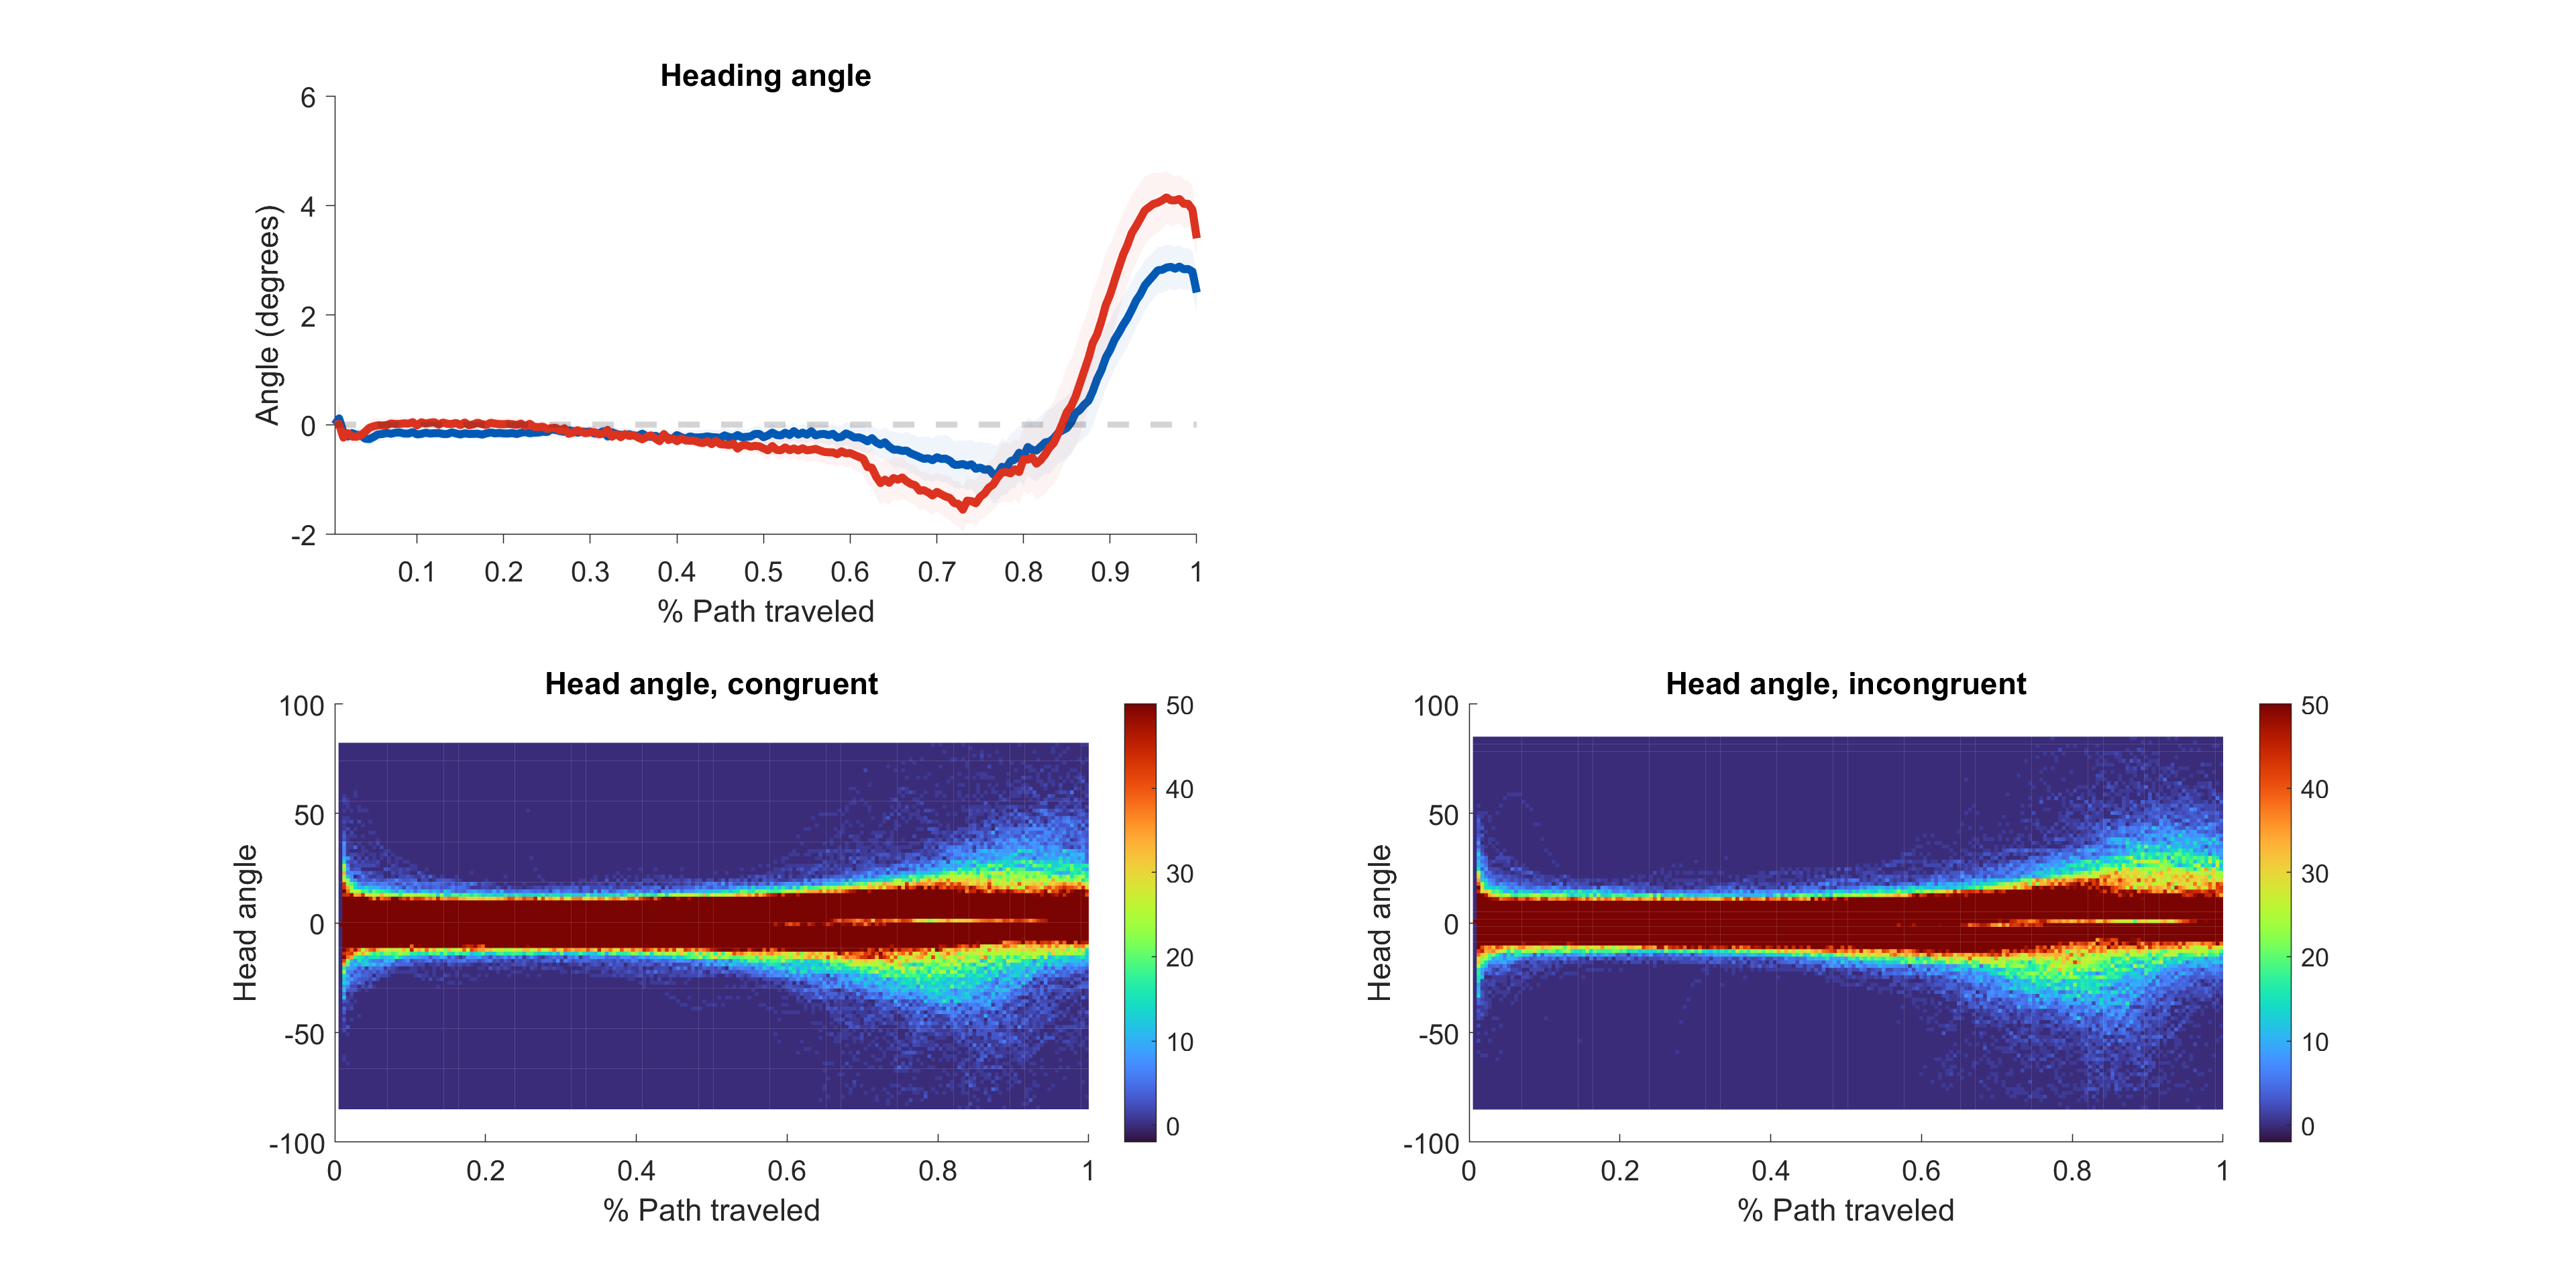 Heading angle
6
4
2
0
-2
Angle (degrees)
0.1 0.2 0.3 0.4 0.5 0.6 0.7 0.8 0.9 1
% Path traveled
Head angle, congruent
100
50
0
-50
-100
Head angle
0 0.2 0.4 0.6 0.8 1
% Path traveled
50
40
30
20
10
0
Head angle, incongruent
100
50
0
-50
-100
Head angle
0 0.2 0.4 0.6 0.8 1
% Path traveled
50
40
30
20
10
0